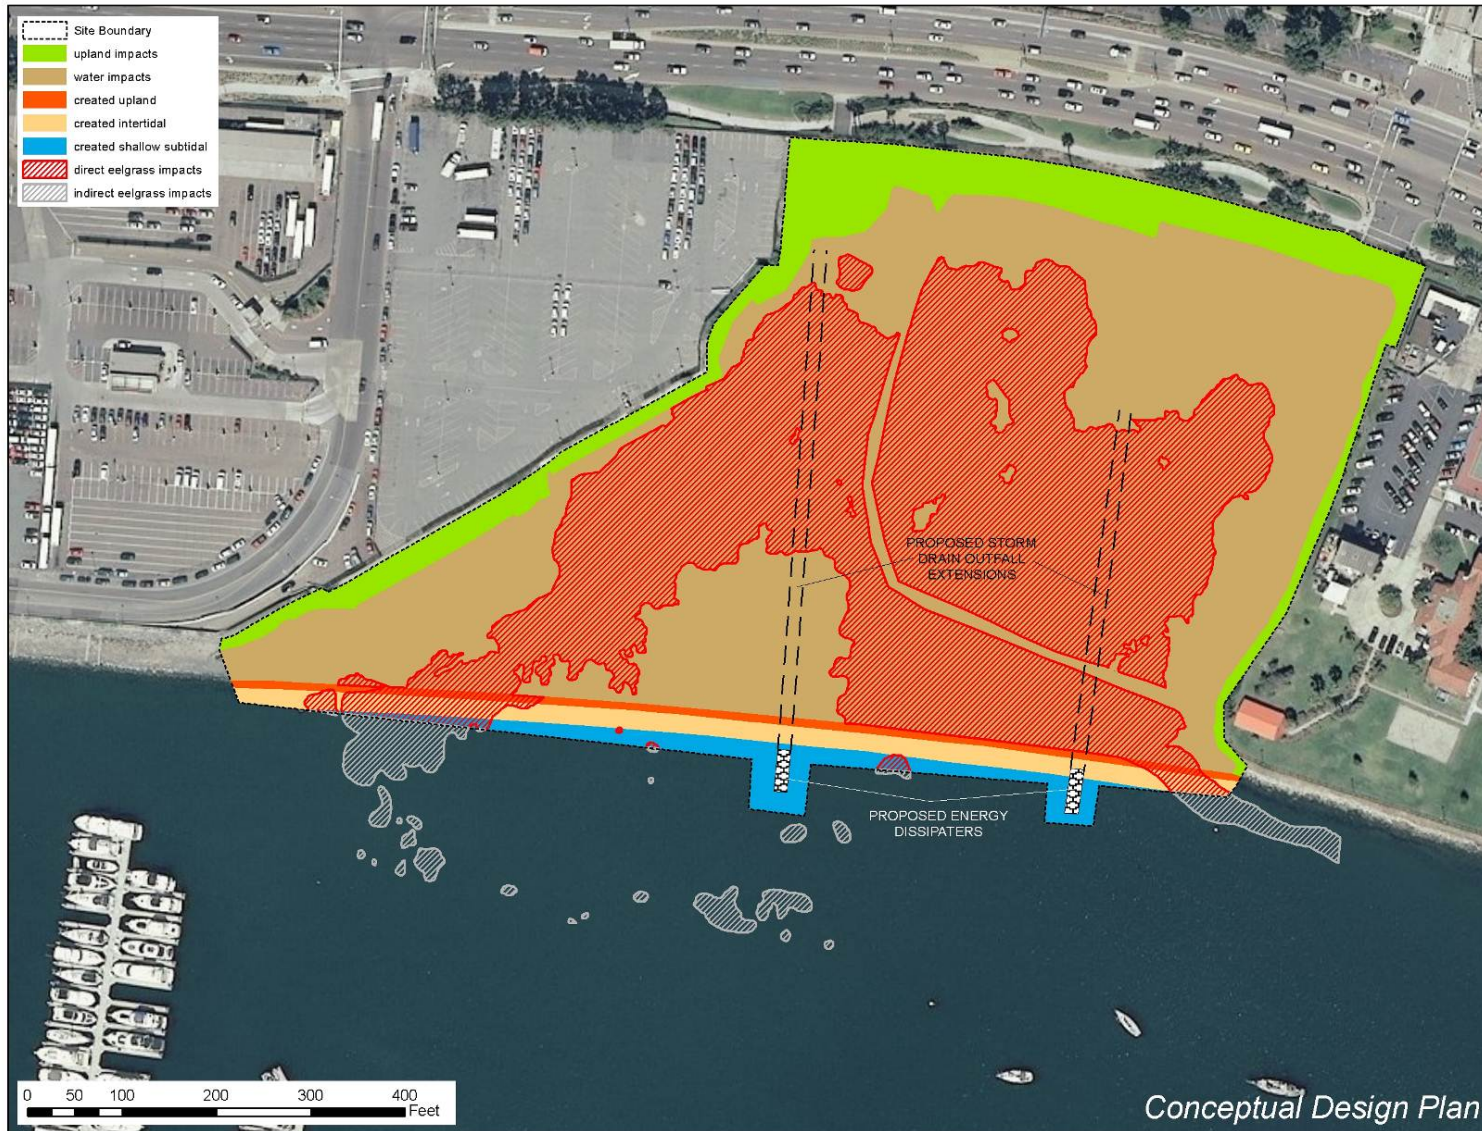 Site Boundary
upland impacts
water impacts
created upland
created intertidal
created shallow subtidal
direct eelgrass impacts
indirect eelgrass impacts
PROPOSED STORM
DRAIN OUTFALL
EXTENSIONS
PROPOSED ENERGY
DISSIPATERS
0 50 100 200 300 400
Feet
Conceptual Design Plan